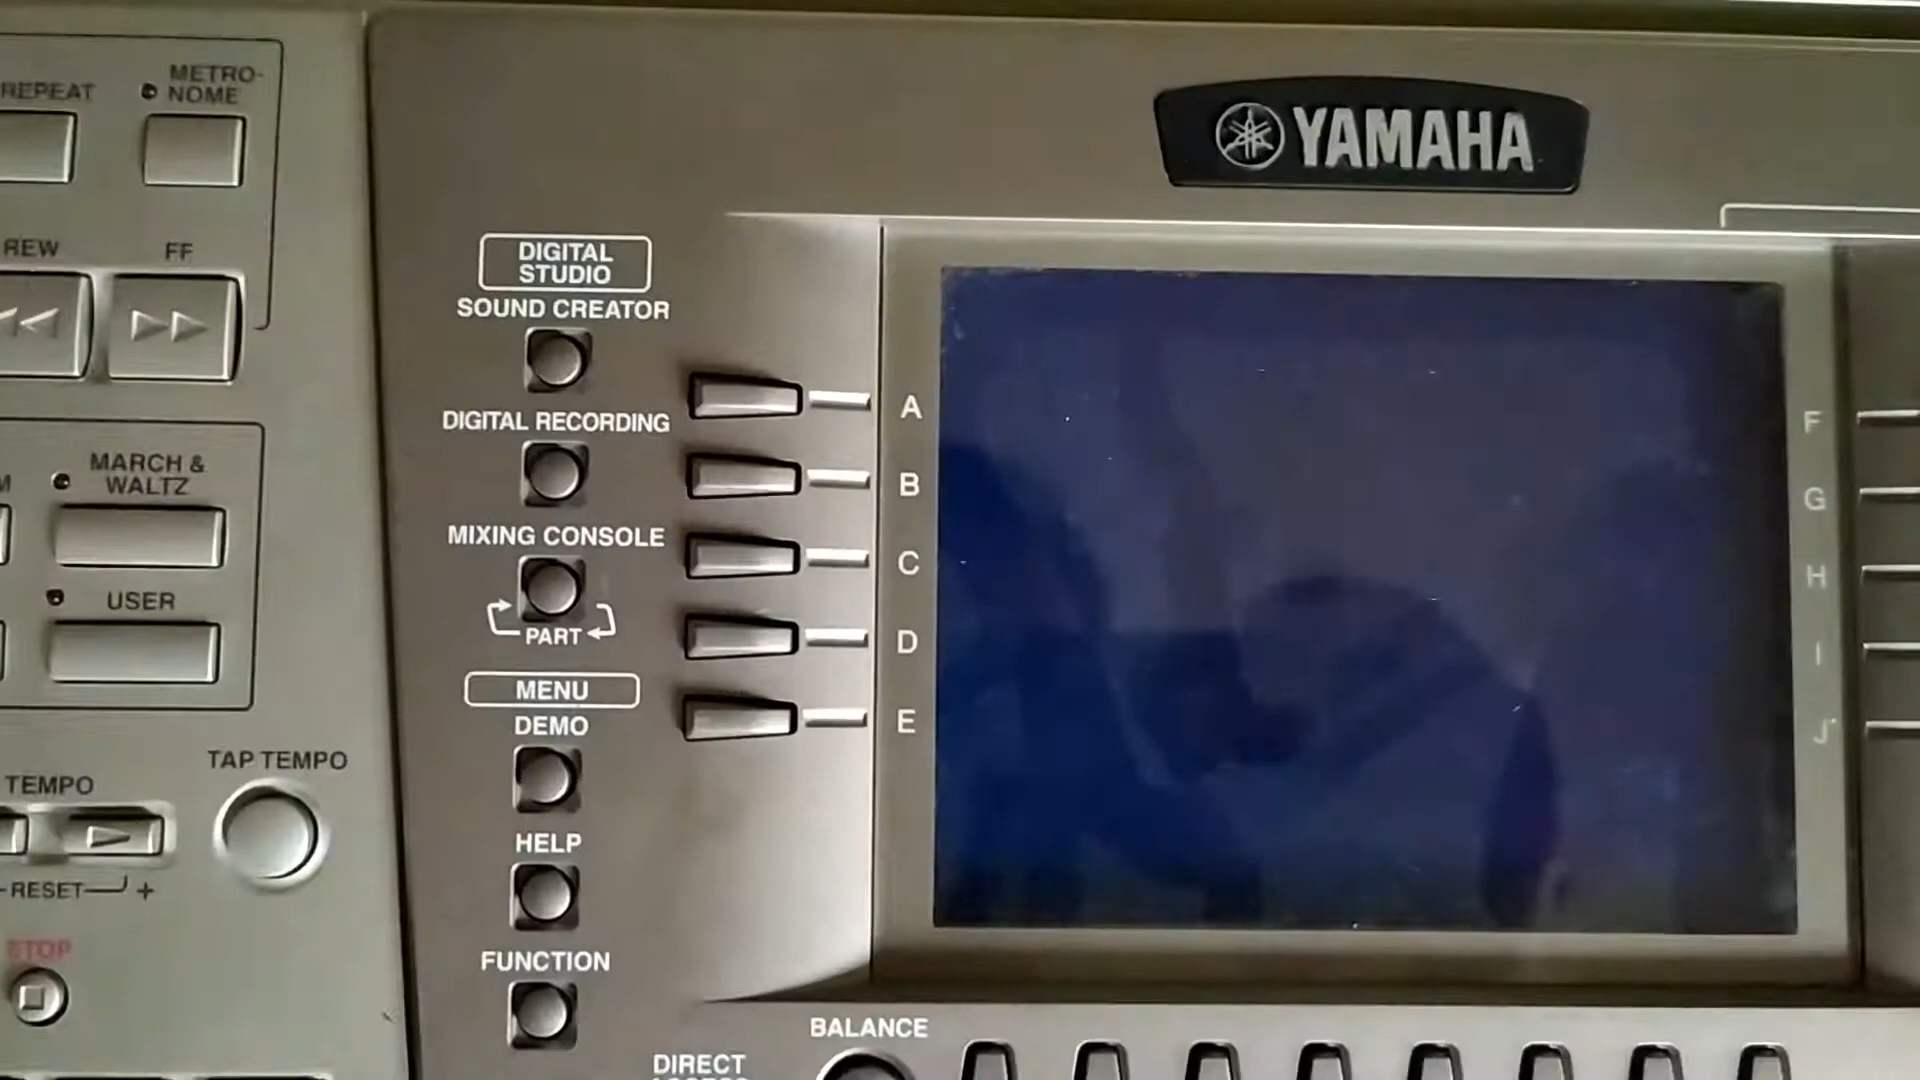 REPEAT
METRO-
NOME
YAMAHA
REW
FF
DIGITAL
STUDIO
SOUND CREATOR
A
F
DIGITAL RECORDING
MARCH &
WALTZ
B
G
MIXING CONSOLE
C
H
USER
PART
D
I
MENU
DEMO
E
J
TAP TEMPO
TEMPO
HELP
RESET
+
STOP
FUNCTION
BALANCE
DIRECT